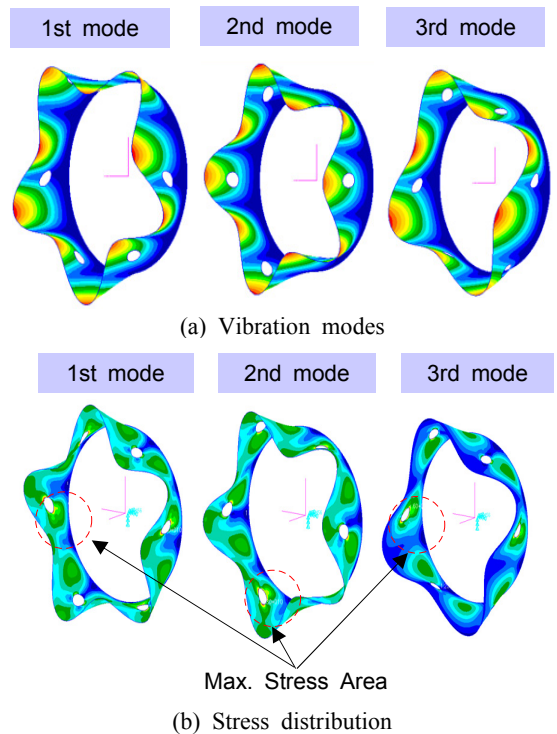 1st mode
2nd mode
3rd mode
(a) Vibration modes
1st mode
2nd mode
3rd mode
Max. Stress Area
(b) Stress distribution